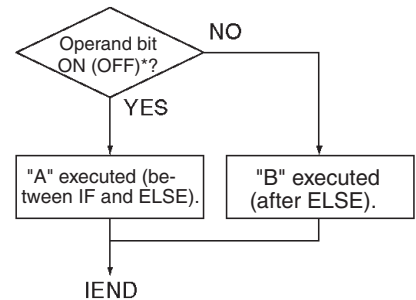 Operand bit
ON (OFF)*?
NO
YES
"A" executed (be-
tween IF and ELSE).
"B" executed
(after ELSE).
IEND